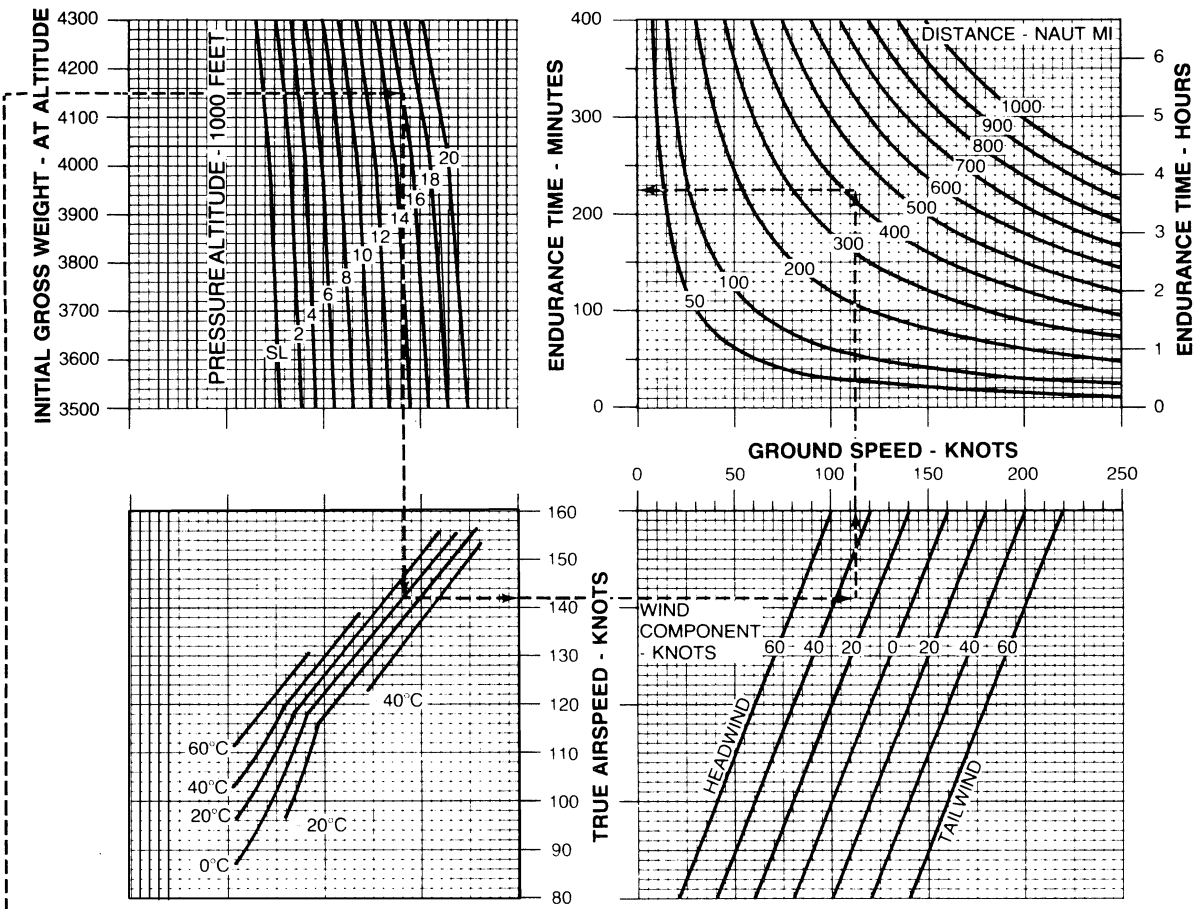 INITIAL GROSS WEIGHT - AT ALTITUDE
4300
4200
4100
4000
3900
3800
3700
3600
3500
PRESSURE ALTITUDE - 1000 FEET
SL
2
4
6
8
10
12
14
16
18
20
ENDURANCE TIME - MINUTES
400
300
200
100
0
DISTANCE - NAUT MI
50
100
200
300
400
500
600
700
800
900
1000
6
5
4
3
2
1
0
ENDURANCE TIME - HOURS
GROUND SPEED - KNOTS
0 50 100 150 200 250
60°C
40°C
20°C
0°C
20°C
40°C
160
150
140
130
120
110
100
90
80
TRUE AIRSPEED - KNOTS
WIND
COMPONENT
- KNOTS
60 40 20 0 20 40 60
HEADWIND
TAILWIND